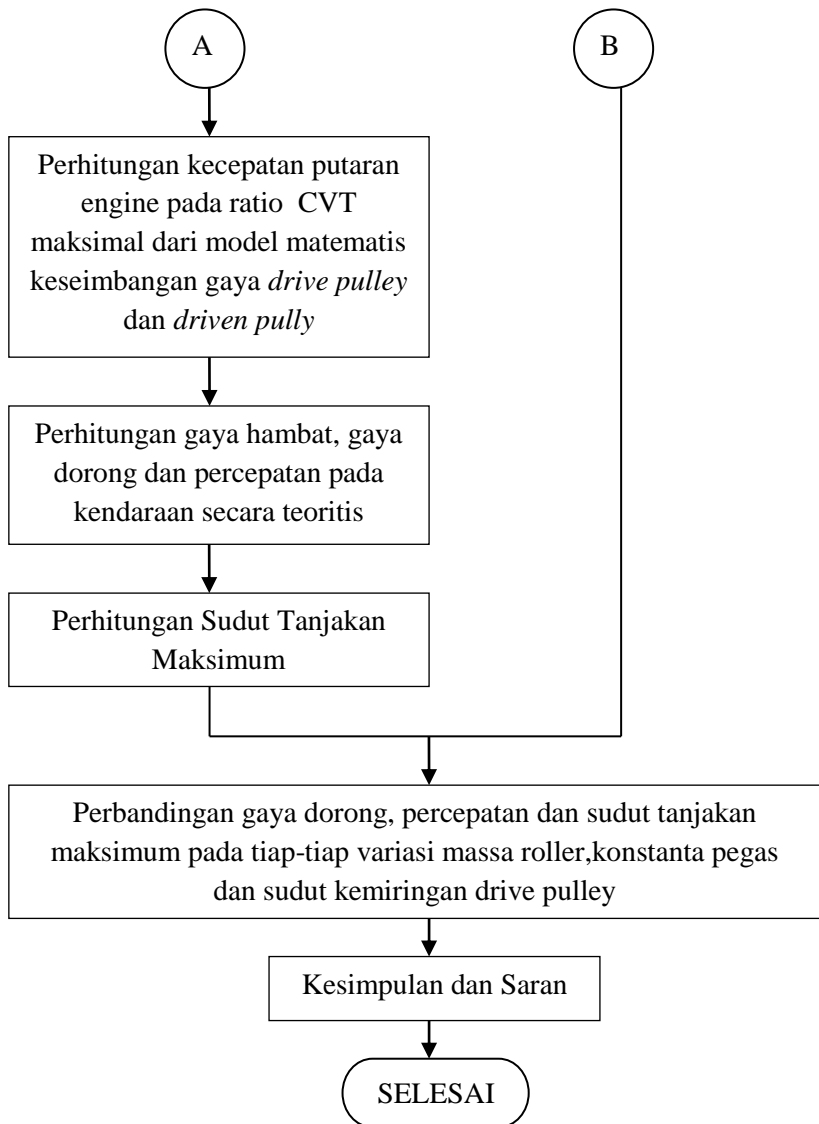 A
B
Perhitungan kecepatan putaran
engine pada ratio CVT
maksimal dari model matematis
keseimbangan gaya drive pulley
dan driven pully
Perhitungan gaya hambat, gaya
dorong dan percepatan pada
kendaraan secara teoritis
Perhitungan Sudut Tanjakan
Maksimum
Perbandingan gaya dorong, percepatan dan sudut tanjakan
maksimum pada tiap-tiap variasi massa roller,konstanta pegas
dan sudut kemiringan drive pulley
Kesimpulan dan Saran
SELESAI